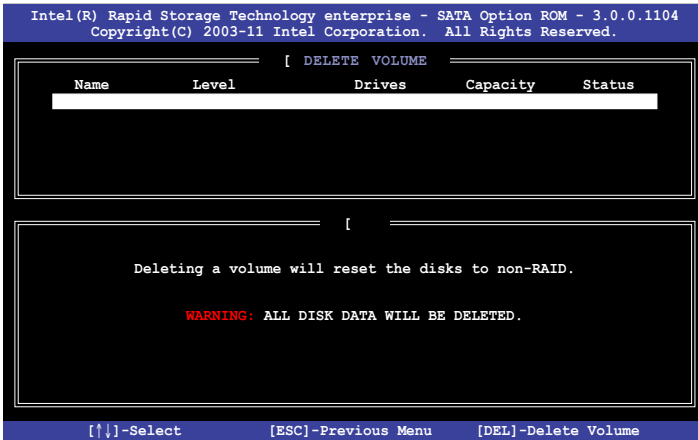 Intel(R) Rapid Storage Technology enterprise - SATA Option ROM - 3.0.0.1104
Copyright(C) 2003-11 Intel Corporation. All Rights Reserved.
[ DELETE VOLUME
Name Level Drives Capacity Status
[
Deleting a volume will reset the disks to non-RAID.
WARNING: ALL DISK DATA WILL BE DELETED.
[↑↓]-Select [ESC]-Previous Menu [DEL]-Delete Volume